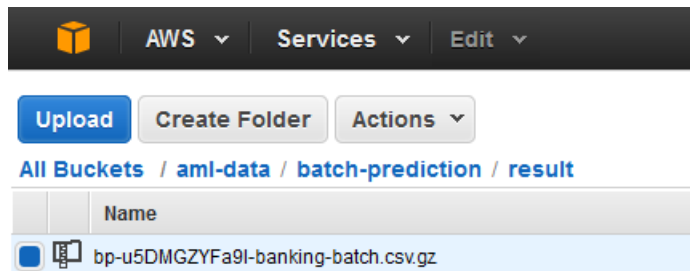 AWS Services Edit
Upload Create Folder Actions
All Buckets / aml-data / batch-prediction / result
Name
bp-u5DMGZYFa9I-banking-batch.csv.gz